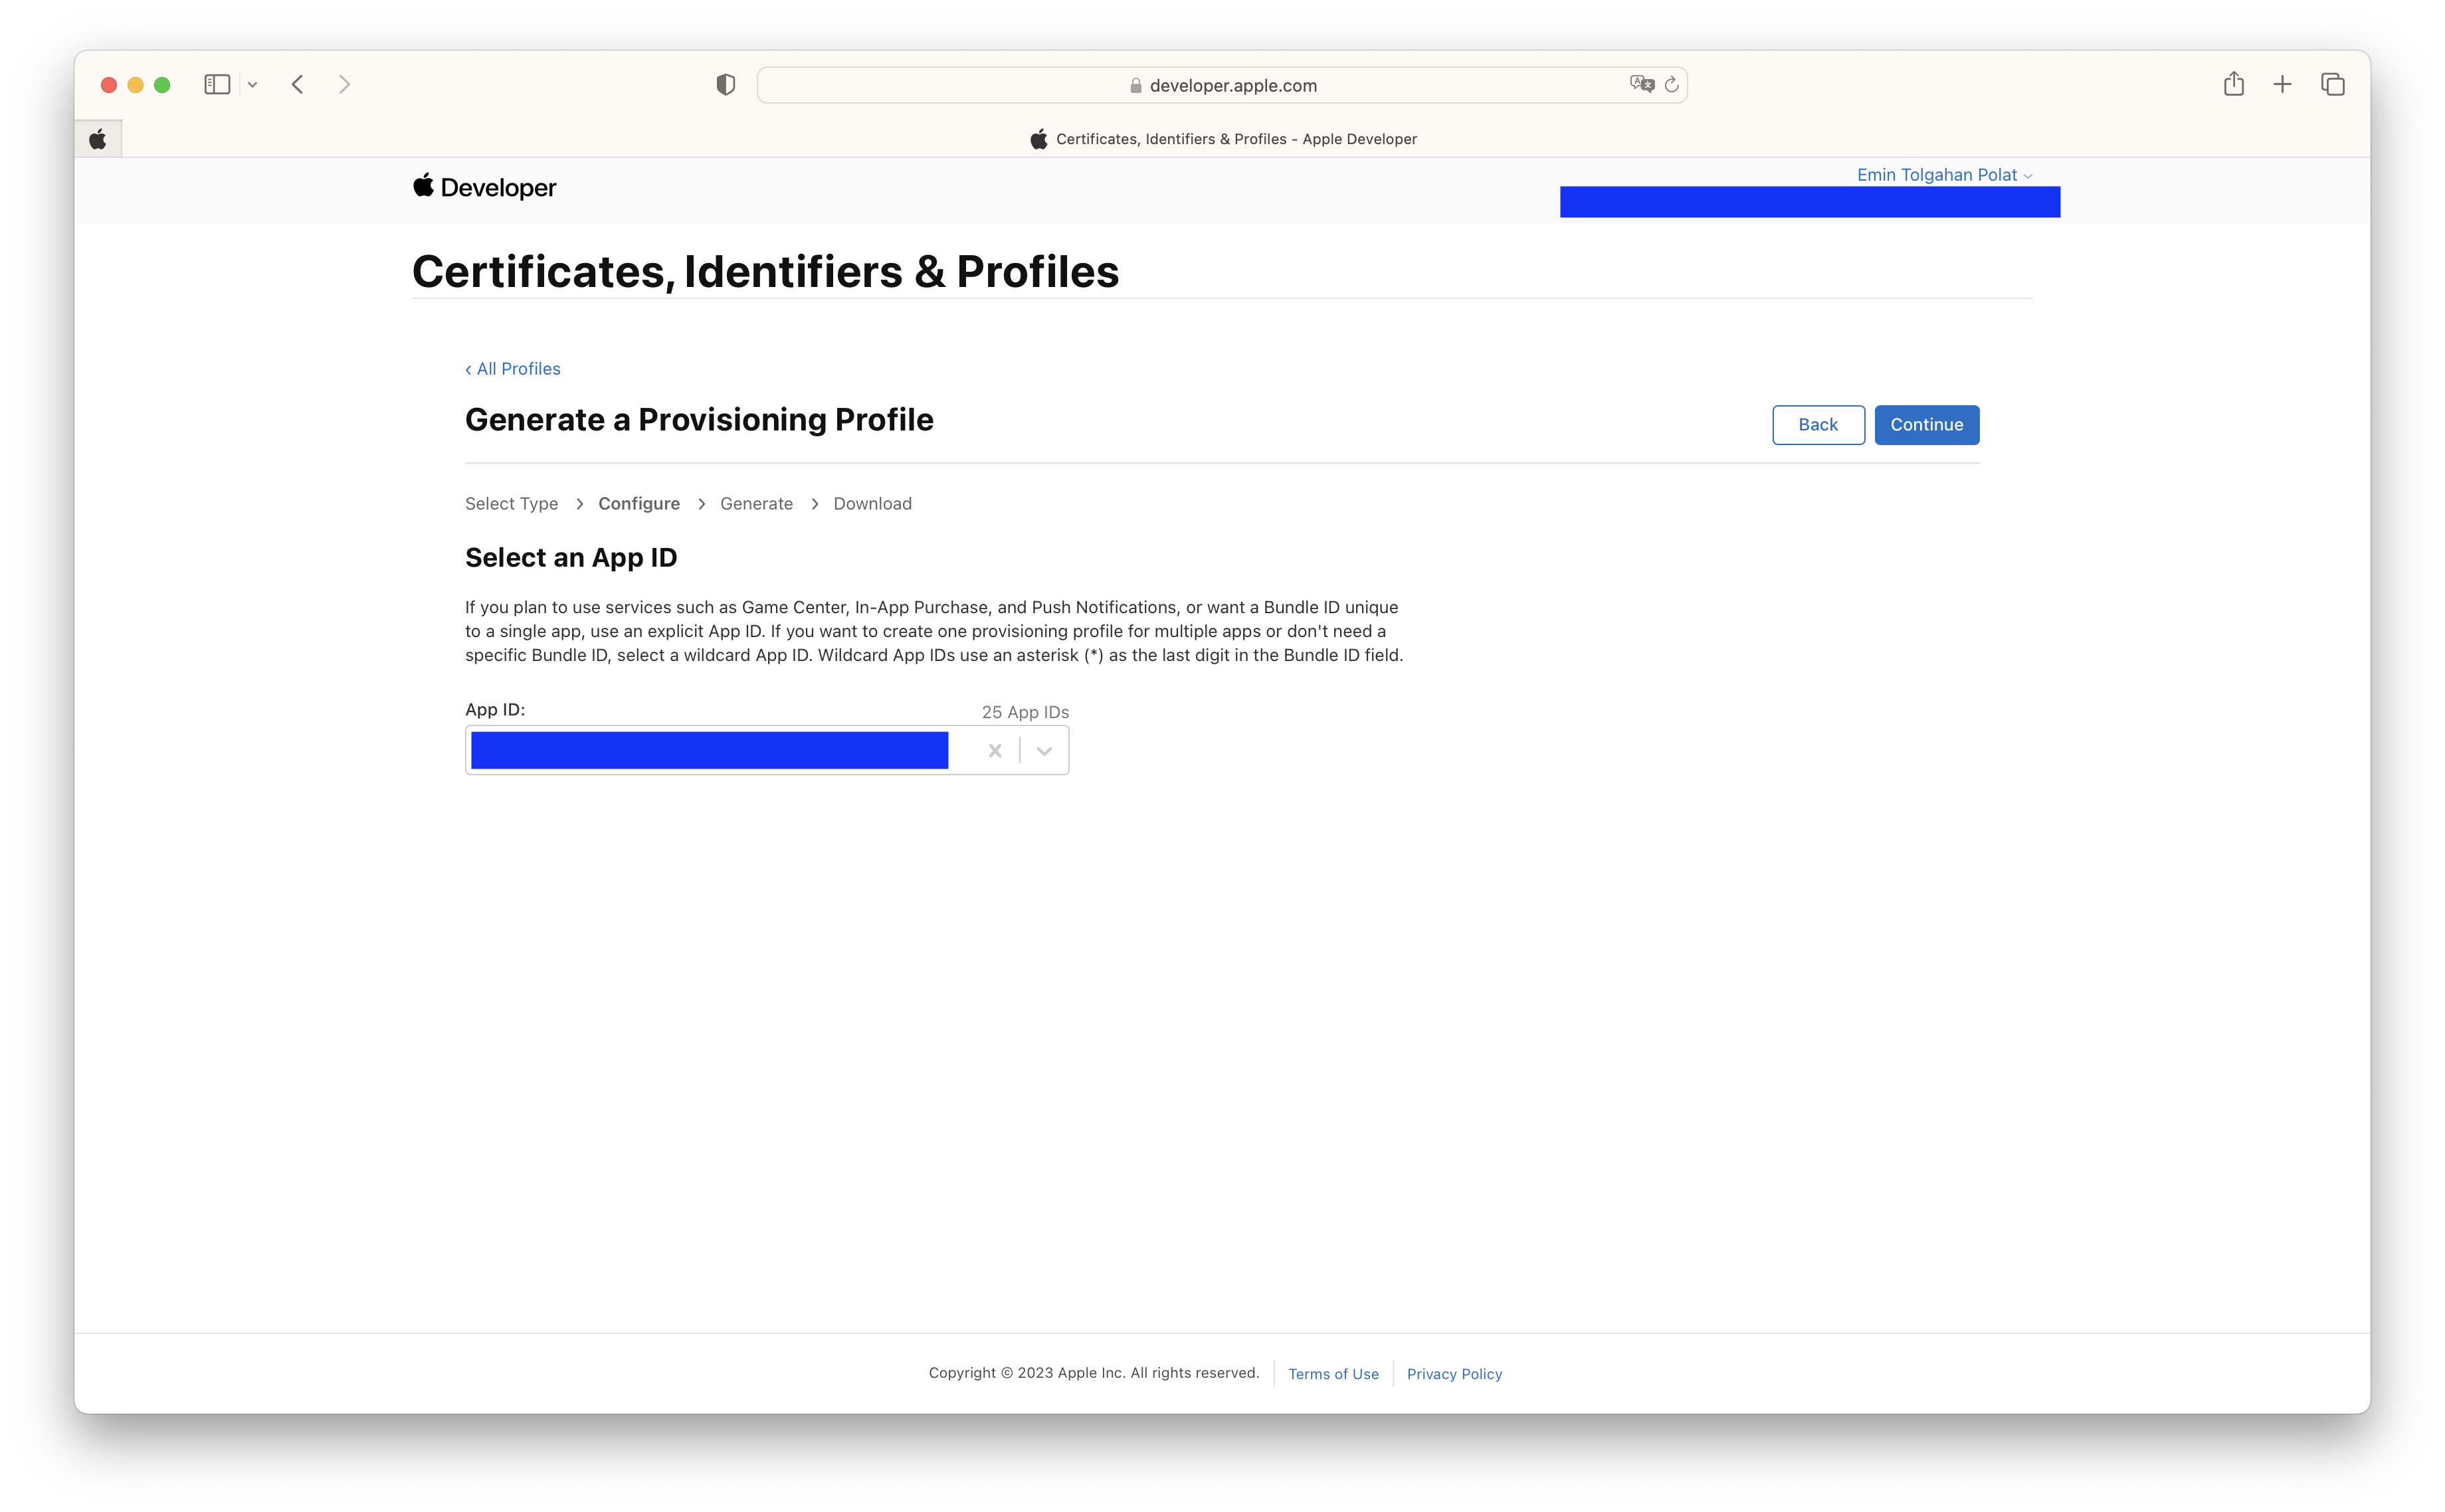 developer.apple.com
Certificates, Identifiers & Profiles - Apple Developer
Developer
Emin Tolgahan Polat
Certificates, Identifiers & Profiles
‹ All Profiles
Generate a Provisioning Profile
Back
Continue
Select Type > Configure > Generate > Download
Select an App ID
If you plan to use services such as Game Center, In-App Purchase, and Push Notifications, or want a Bundle ID unique
to a single app, use an explicit App ID. If you want to create one provisioning profile for multiple apps or don't need a
specific Bundle ID, select a wildcard App ID. Wildcard App IDs use an asterisk (*) as the last digit in the Bundle ID field.
App ID:
25 App IDs
Copyright © 2023 Apple Inc. All rights reserved.
Terms of Use
Privacy Policy